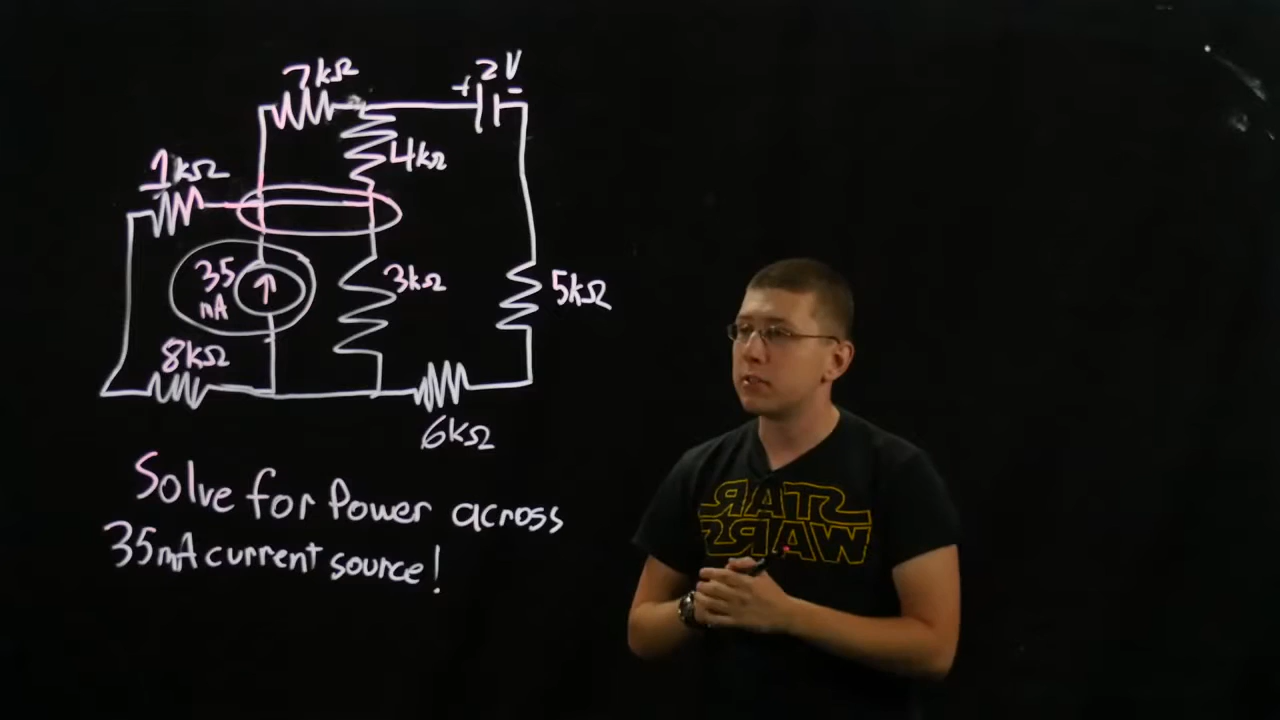 7kΩ
+ 2V -
4kΩ
1kΩ
35
mA
3kΩ
5kΩ
8kΩ
6kΩ
Solve for Power across
35mA current source!
STAR
WARS